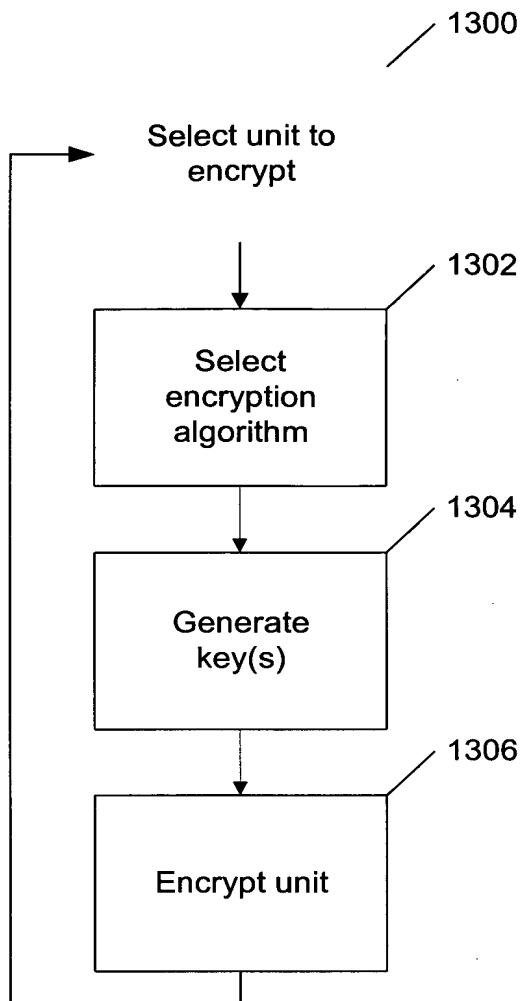 1300
Select unit to
encrypt
1302
Select
encryption
algorithm
1304
Generate
key(s)
1306
Encrypt unit